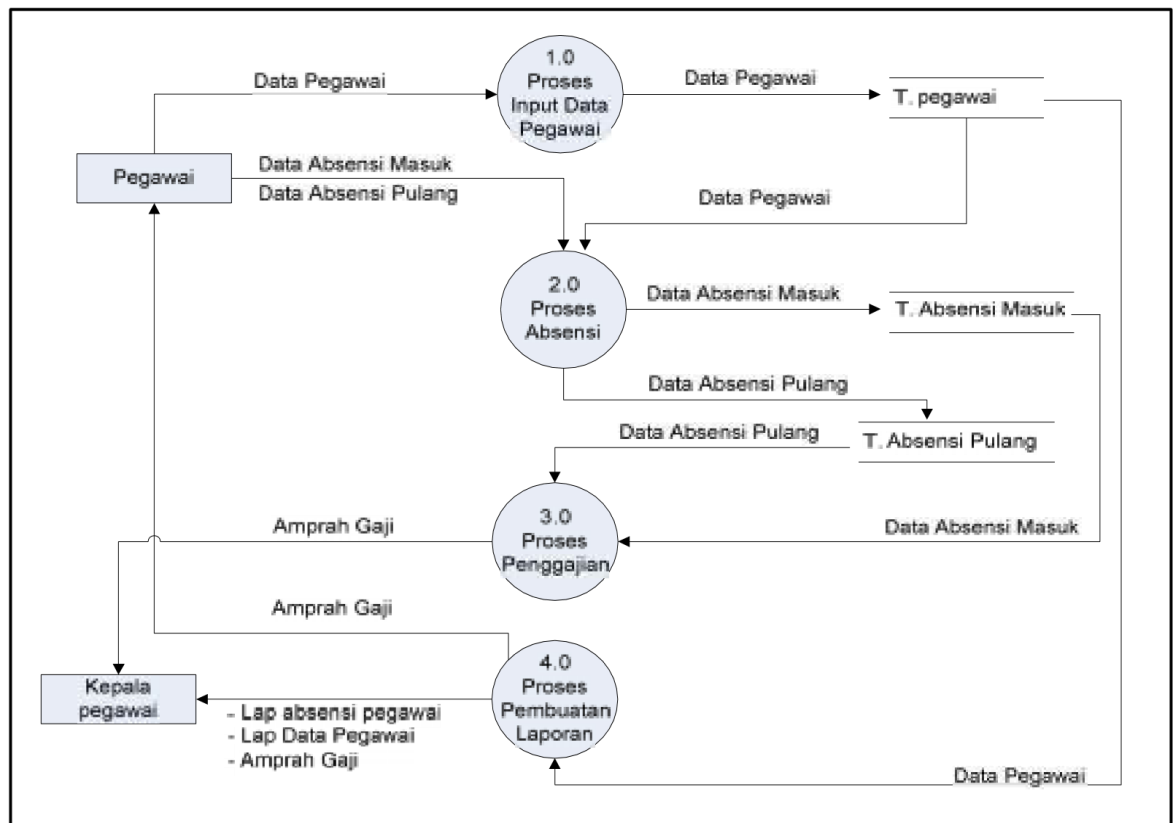 1.0
Proses
Input Data
Pegawai
Data Pegawai
Data Pegawai
T. pegawai
Pegawai
Data Absensi Masuk
Data Absensi Pulang
Data Pegawai
2.0
Proses
Absensi
Data Absensi Masuk
T. Absensi Masuk
Data Absensi Pulang
Data Absensi Pulang
T. Absensi Pulang
3.0
Proses
Penggajian
Amprah Gaji
Data Absensi Masuk
Amprah Gaji
4.0
Proses
Pembuatan
Laporan
Kepala
pegawai
- Lap absensi pegawai
- Lap Data Pegawai
- Amprah Gaji
Data Pegawai